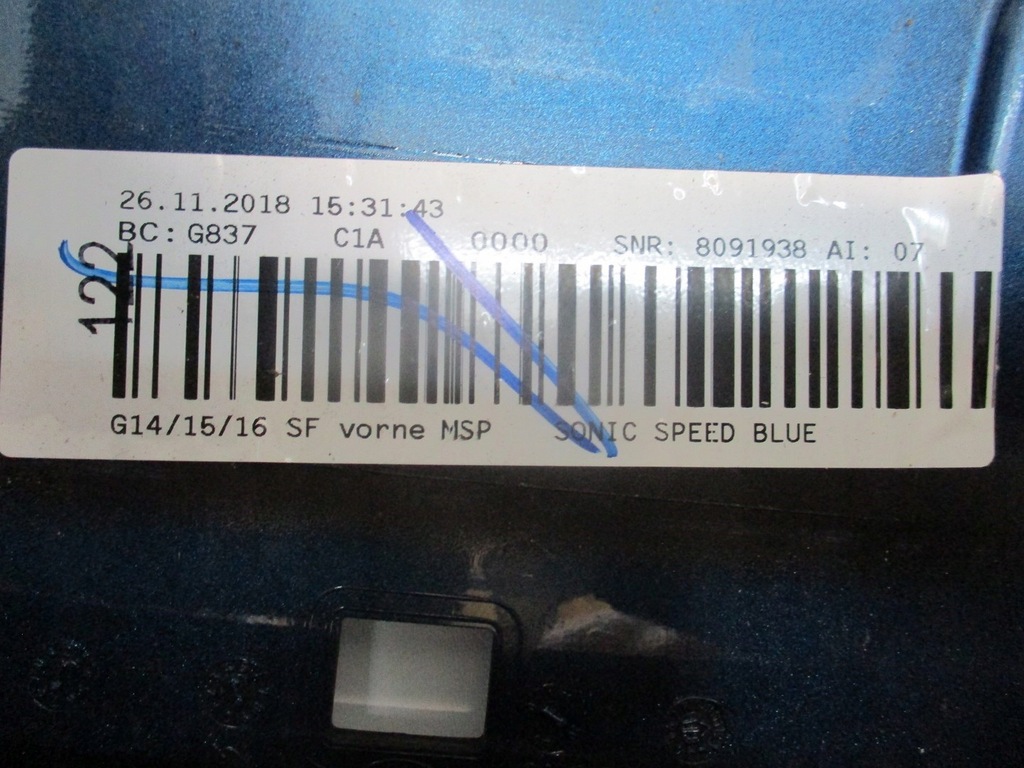 26.11.2018 15:31:43
BC: G837 C1A 0000 SNR: 8091938 AI: 07
122
G14/15/16 SF vorne MSP SONIC SPEED BLUE